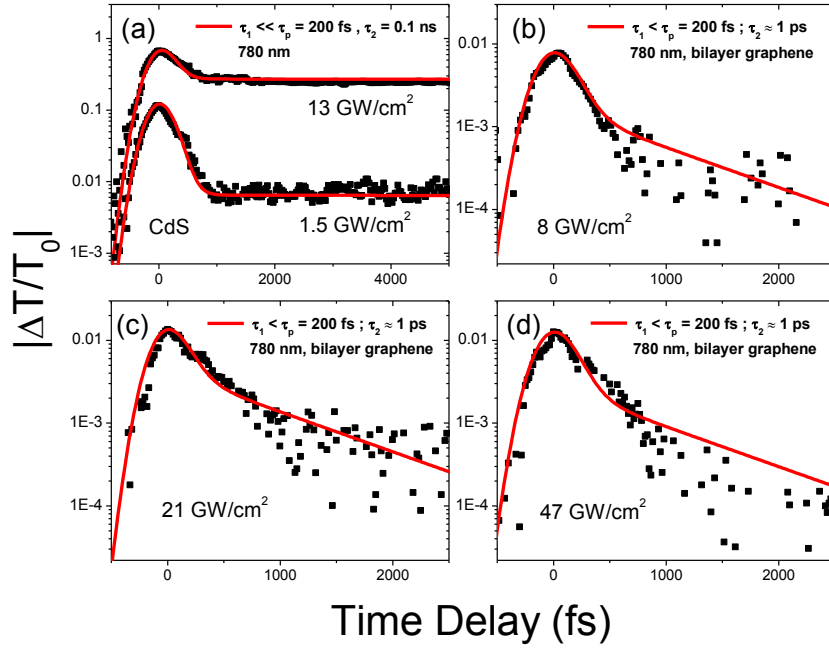 (a)
τ₁ << τₚ = 200 fs , τ₂ = 0.1 ns
780 nm
1
0.1
0.01
1E-3
13 GW/cm²
1.5 GW/cm²
CdS
0
2000
4000
(b)
τ₁ < τₚ = 200 fs ; τ₂ ≈ 1 ps
780 nm, bilayer graphene
0.01
1E-3
1E-4
8 GW/cm²
0
1000
2000
(c)
τ₁ < τₚ = 200 fs ; τ₂ ≈ 1 ps
780 nm, bilayer graphene
0.01
1E-3
1E-4
21 GW/cm²
0
1000
2000
(d)
τ₁ < τₚ = 200 fs ; τ₂ ≈ 1 ps
780 nm, bilayer graphene
0.01
1E-3
1E-4
47 GW/cm²
0
1000
2000
|ΔT/T₀|
Time Delay (fs)